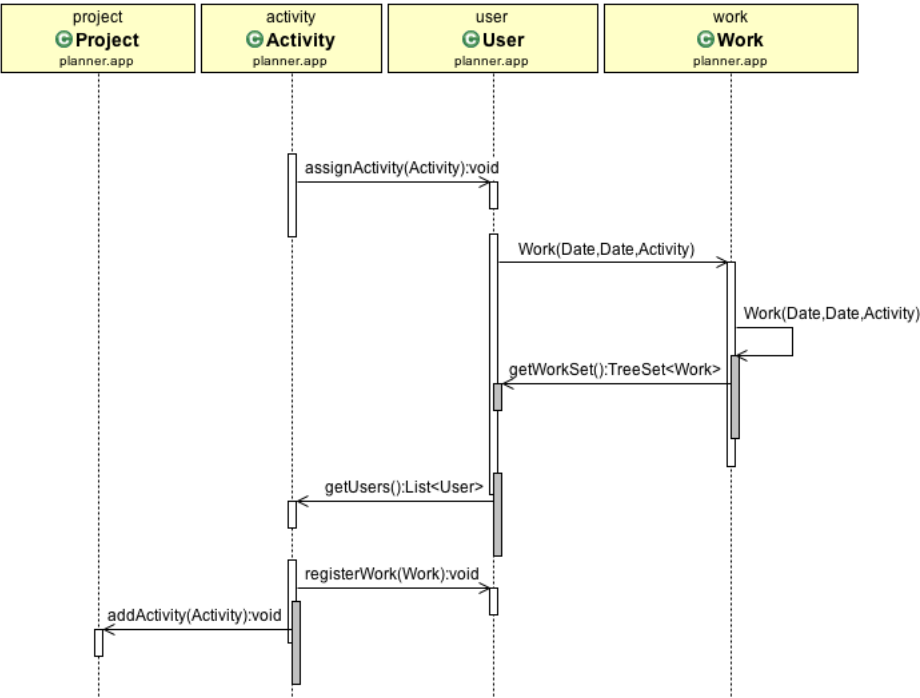 project
Project
planner.app
activity
Activity
planner.app
user
User
planner.app
work
Work
planner.app
assignActivity(Activity):void
Work(Date,Date,Activity)
Work(Date,Date,Activity)
getWorkSet():TreeSet<Work>
getUsers():List<User>
registerWork(Work):void
addActivity(Activity):void